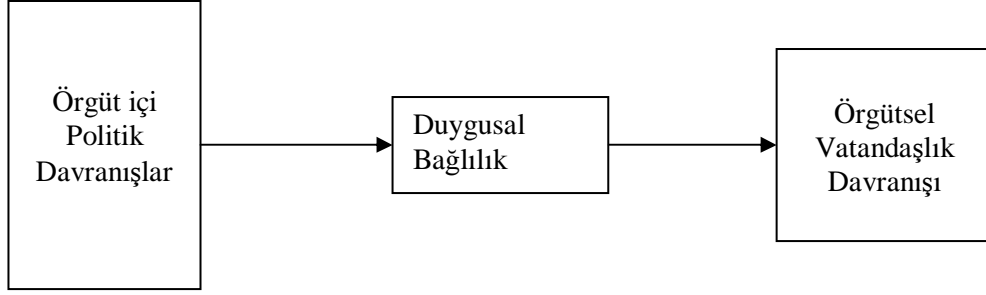 Örgüt içi
Politik
Davranışlar
Duygusal
Bağlılık
Örgütsel
Vatandaşlık
Davranışı